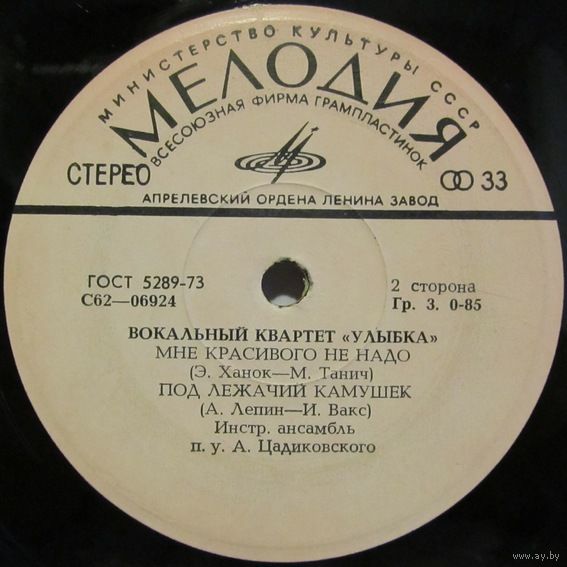 МИНИСТЕРСТВО КУЛЬТУРЫ СССР
МЕЛОДИЯ
ВСЕСОЮЗНАЯ ФИРМА ГРАМПЛАСТИНОК
СТЕРЕО
33
АПРЕЛЕВСКИЙ ОРДЕНА ЛЕНИНА ЗАВОД
ГОСТ 5289-73
2 сторона
С62—06924
Гр. 3. 0-85
ВОКАЛЬНЫЙ КВАРТЕТ «УЛЫБКА»
МНЕ КРАСИВОГО НЕ НАДО
(Э. Ханок—М. Танич)
ПОД ЛЕЖАЧИЙ КАМУШЕК
(А. Лепин—И. Вакс)
Инстр. ансамбль
п. у. А. Цадиковского
www.ay.by